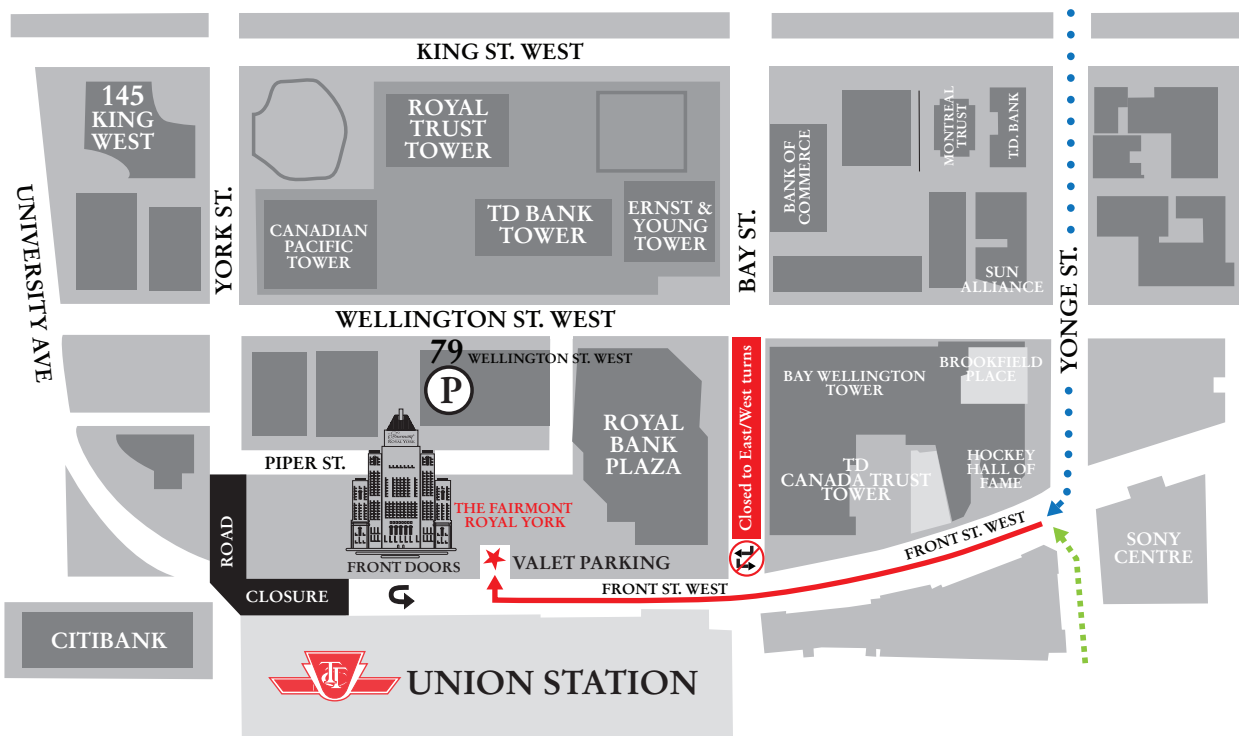 KING ST. WEST
145
KING
WEST
ROYAL
TRUST
TOWER
MONTREAL
TRUST
T.D. BANK
BANK OF
COMMERCE
UNIVERSITY AVE
YORK ST.
CANADIAN
PACIFIC
TOWER
TD BANK
TOWER
ERNST &
YOUNG
TOWER
BAY ST.
SUN
ALLIANCE
YONGE ST.
WELLINGTON ST. WEST
79 WELLINGTON ST. WEST
P
Fairmont
ROYAL YORK
ROYAL
BANK
PLAZA
Closed to East/West turns
BAY WELLINGTON
TOWER
BROOKFIELD
PLACE
PIPER ST.
TD
CANADA TRUST
TOWER
HOCKEY
HALL OF
FAME
THE FAIRMONT
ROYAL YORK
ROAD
CLOSURE
FRONT DOORS
VALET PARKING
FRONT ST. WEST
FRONT ST. WEST
SONY
CENTRE
CITIBANK
TTC
UNION STATION